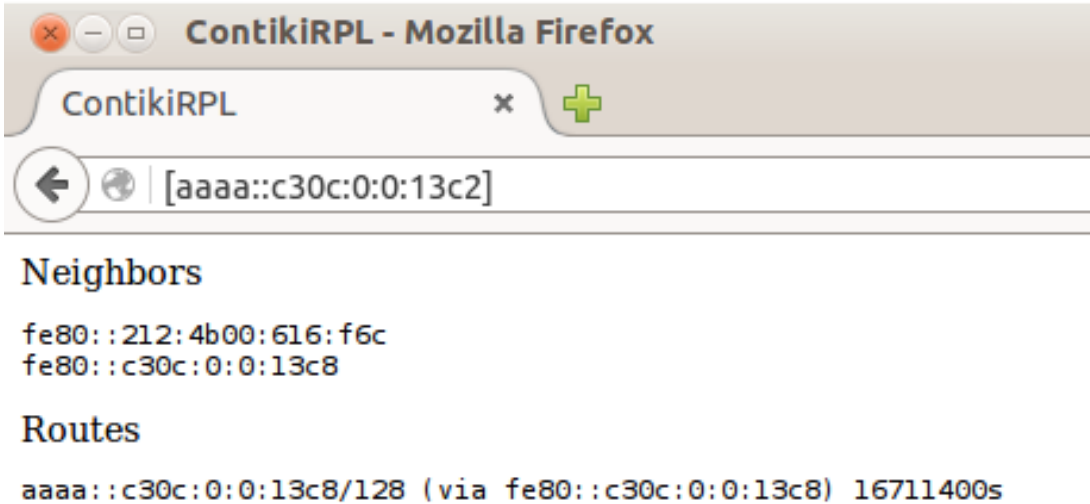 ContikiRPL - Mozilla Firefox
ContikiRPL
[aaaa::c30c:0:0:13c2]
Neighbors
fe80::212:4b00:616:f6c
fe80::c30c:0:0:13c8
Routes
aaaa::c30c:0:0:13c8/128 (via fe80::c30c:0:0:13c8) 16711400s